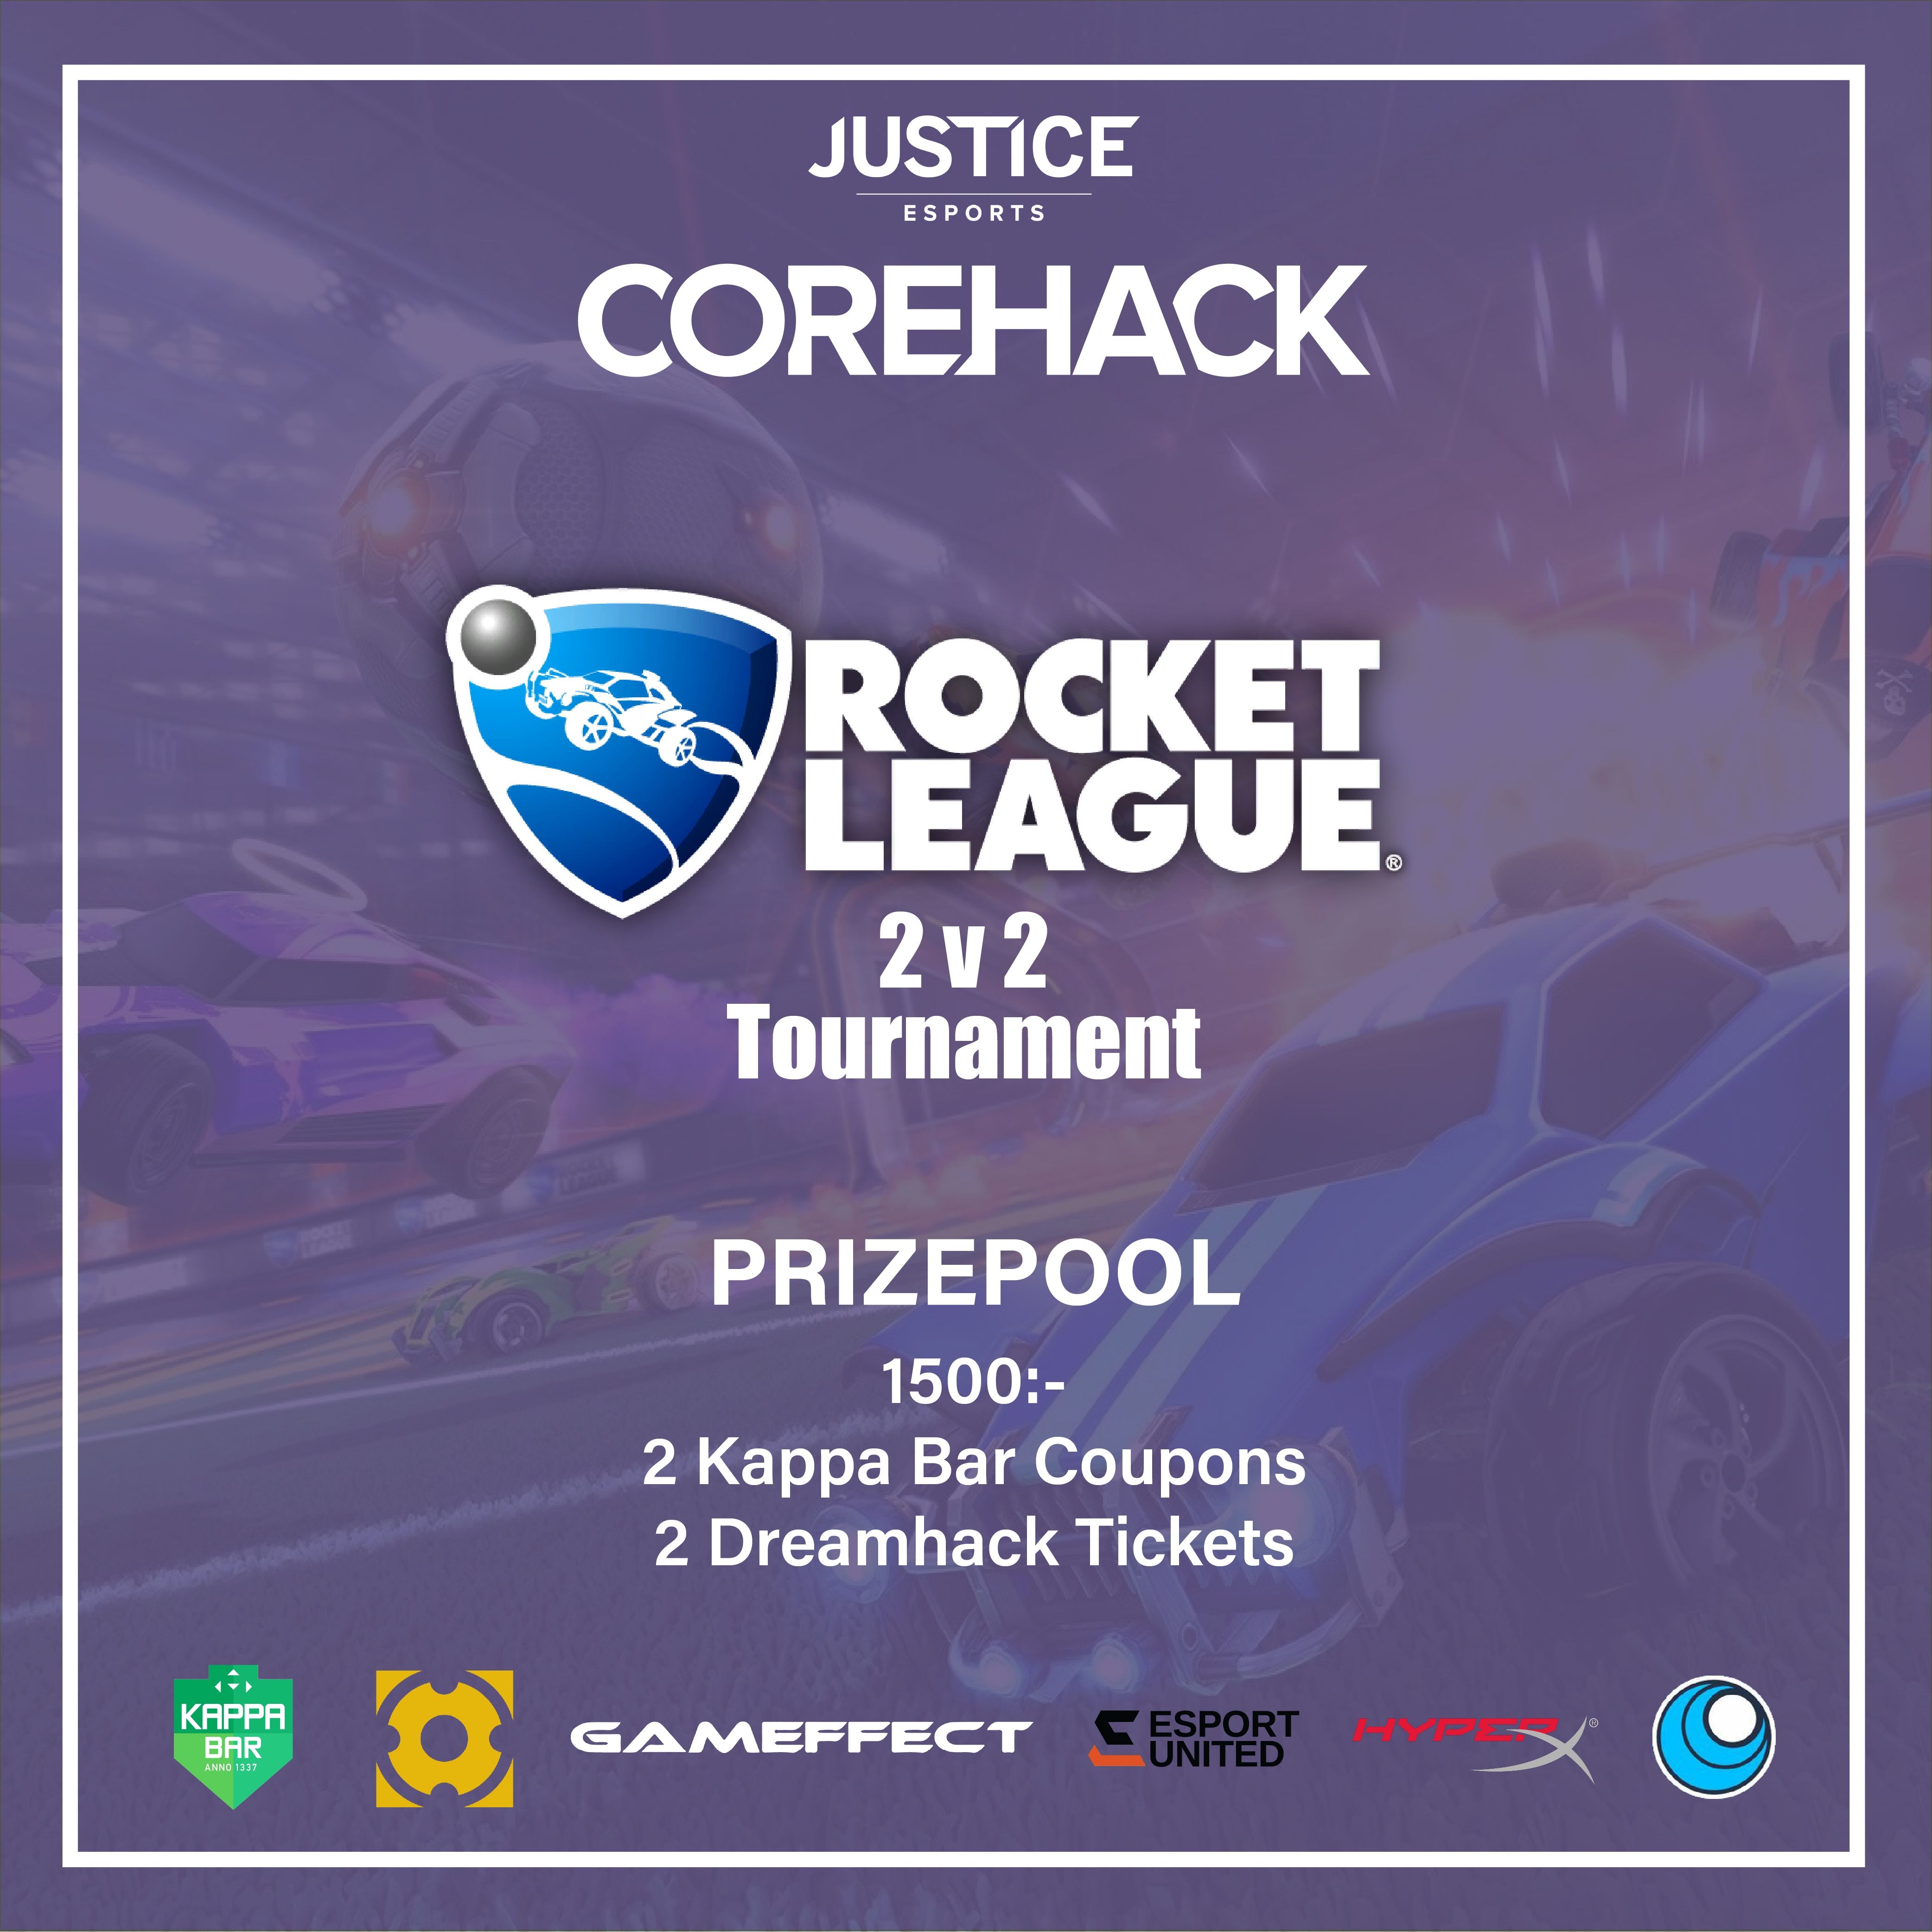 JUSTICE
ESPORTS
COREHACK
ROCKET
LEAGUE®
2 v 2
Tournament
PRIZEPOOL
1500:-
2 Kappa Bar Coupons
2 Dreamhack Tickets
KAPPA
BAR
ANNO 1337
GAMEFFECT
ESPORT
UNITED
HYPERX®